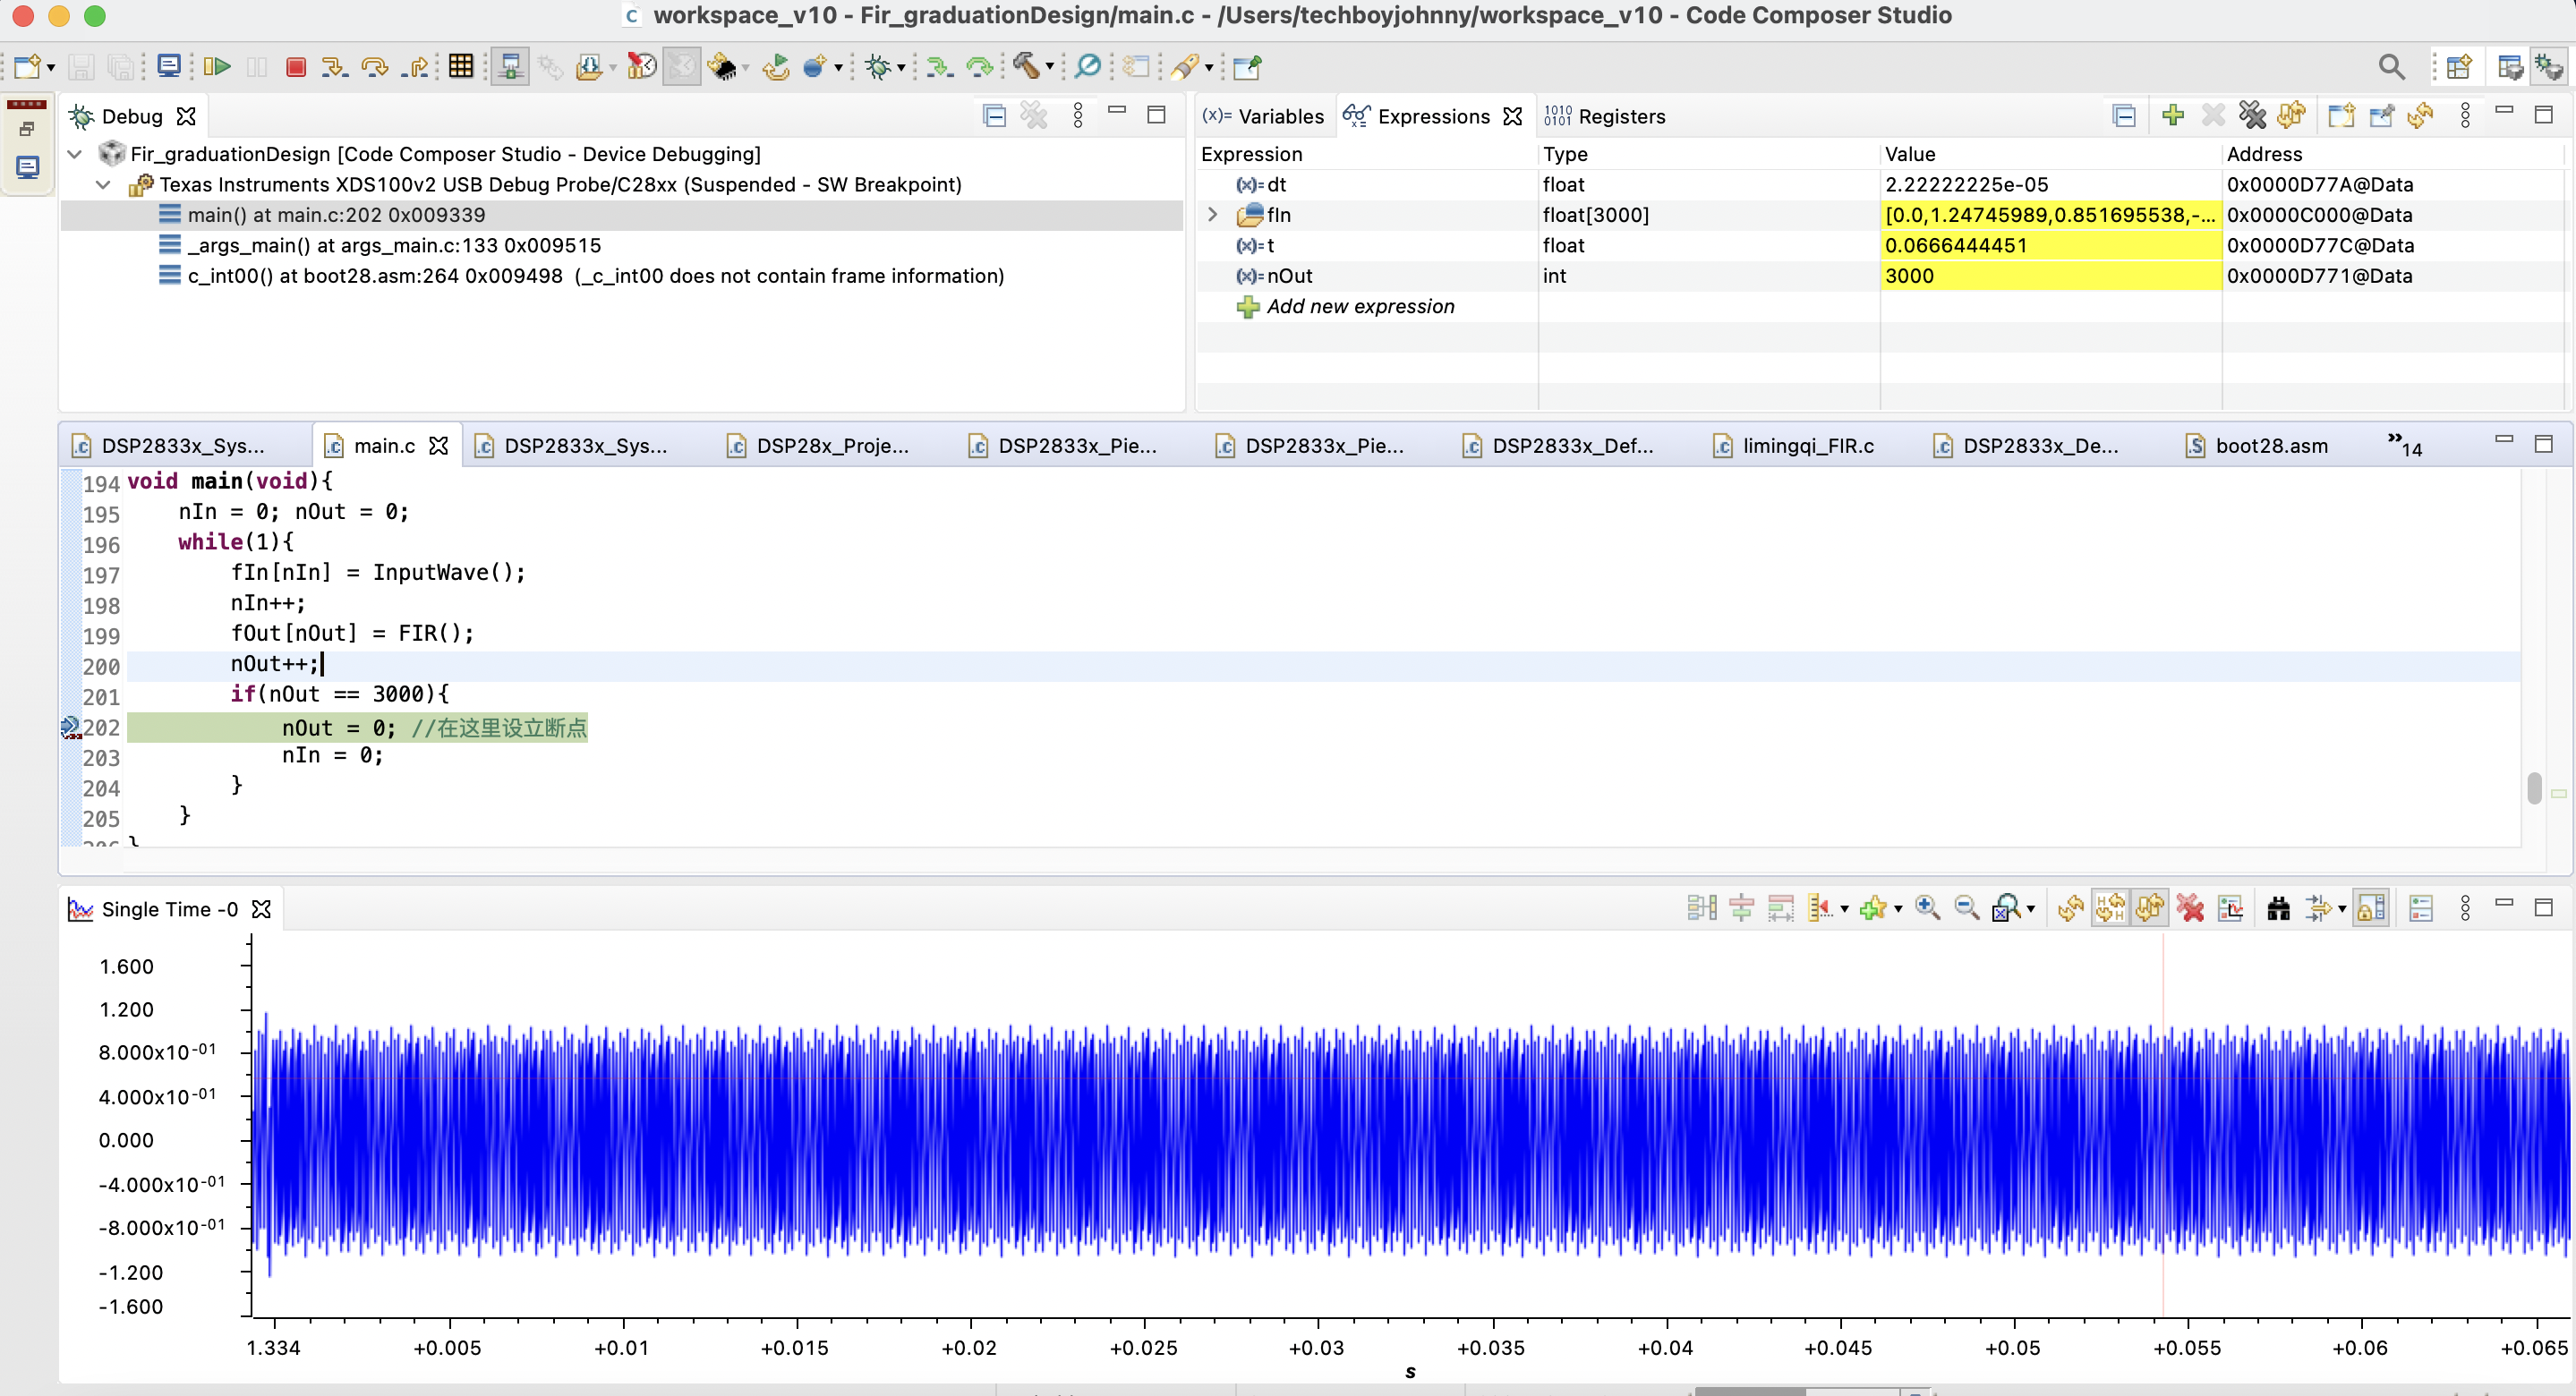 workspace_v10 - Fir_graduationDesign/main.c - /Users/techboyjohnny/workspace_v10 - Code Composer Studio
Debug
Fir_graduationDesign [Code Composer Studio - Device Debugging]
Texas Instruments XDS100v2 USB Debug Probe/C28xx (Suspended - SW Breakpoint)
main() at main.c:202 0x009339
_args_main() at args_main.c:133 0x009515
c_int00() at boot28.asm:264 0x009498 (_c_int00 does not contain frame information)
(x)= Variables Expressions Registers
Expression Type Value Address
(x)= dt float 2.22222225e-05 0x0000D77A@Data
fIn float[3000] [0.0,1.24745989,0.851695538,-... 0x0000C000@Data
(x)= t float 0.0666444451 0x0000D77C@Data
(x)= nOut int 3000 0x0000D771@Data
Add new expression
DSP2833x_Sys... main.c DSP2833x_Sys... DSP28x_Proje... DSP2833x_Pie... DSP2833x_Pie... DSP2833x_Def... limingqi_FIR.c DSP2833x_De... boot28.asm »14
194 void main(void){
195 nIn = 0; nOut = 0;
196 while(1){
197 fIn[nIn] = InputWave();
198 nIn++;
199 fOut[nOut] = FIR();
200 nOut++;
201 if(nOut == 3000){
202 nOut = 0; //在这里设立断点
203 nIn = 0;
204 }
205 }
Single Time -0
1.600
1.200
8.000x10-01
4.000x10-01
0.000
-4.000x10-01
-8.000x10-01
-1.200
-1.600
1.334 +0.005 +0.01 +0.015 +0.02 +0.025 +0.03 +0.035 +0.04 +0.045 +0.05 +0.055 +0.06 +0.065
s